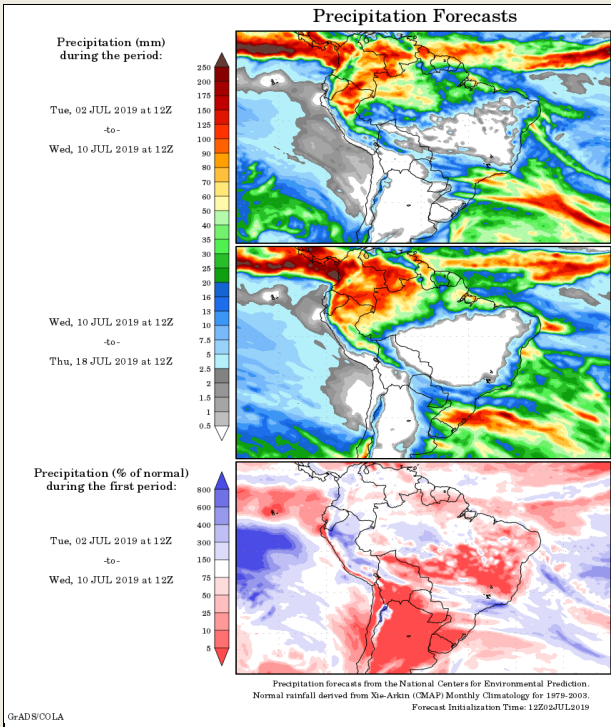 Precipitation Forecasts
Precipitation (mm)
during the period:
Tue, 02 JUL 2019 at 12Z
-to-
Wed, 10 JUL 2019 at 12Z
250
200
175
150
125
100
90
80
70
60
50
40
35
30
25
20
16
13
10
7.5
5
2.5
2
1.5
1
0.5
Wed, 10 JUL 2019 at 12Z
-to-
Thu, 18 JUL 2019 at 12Z
Precipitation (% of normal)
during the first period:
Tue, 02 JUL 2019 at 12Z
-to-
Wed, 10 JUL 2019 at 12Z
800
600
400
300
150
75
50
25
10
5
Precipitation forecasts from the National Centers for Environmental Prediction.
Normal rainfall derived from Xie-Arkin (CMAP) Monthly Climatology for 1979-2003.
Forecast Initialization Time: 12Z02JUL2019
GrADS/COLA